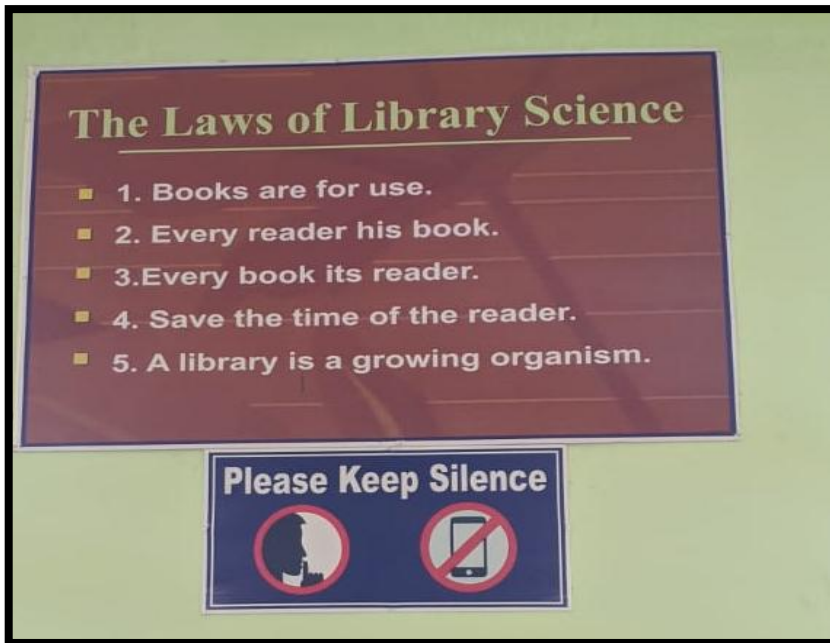 The Laws of Library Science
1. Books are for use.
2. Every reader his book.
3.Every book its reader.
4. Save the time of the reader.
5. A library is a growing organism.
Please Keep Silence